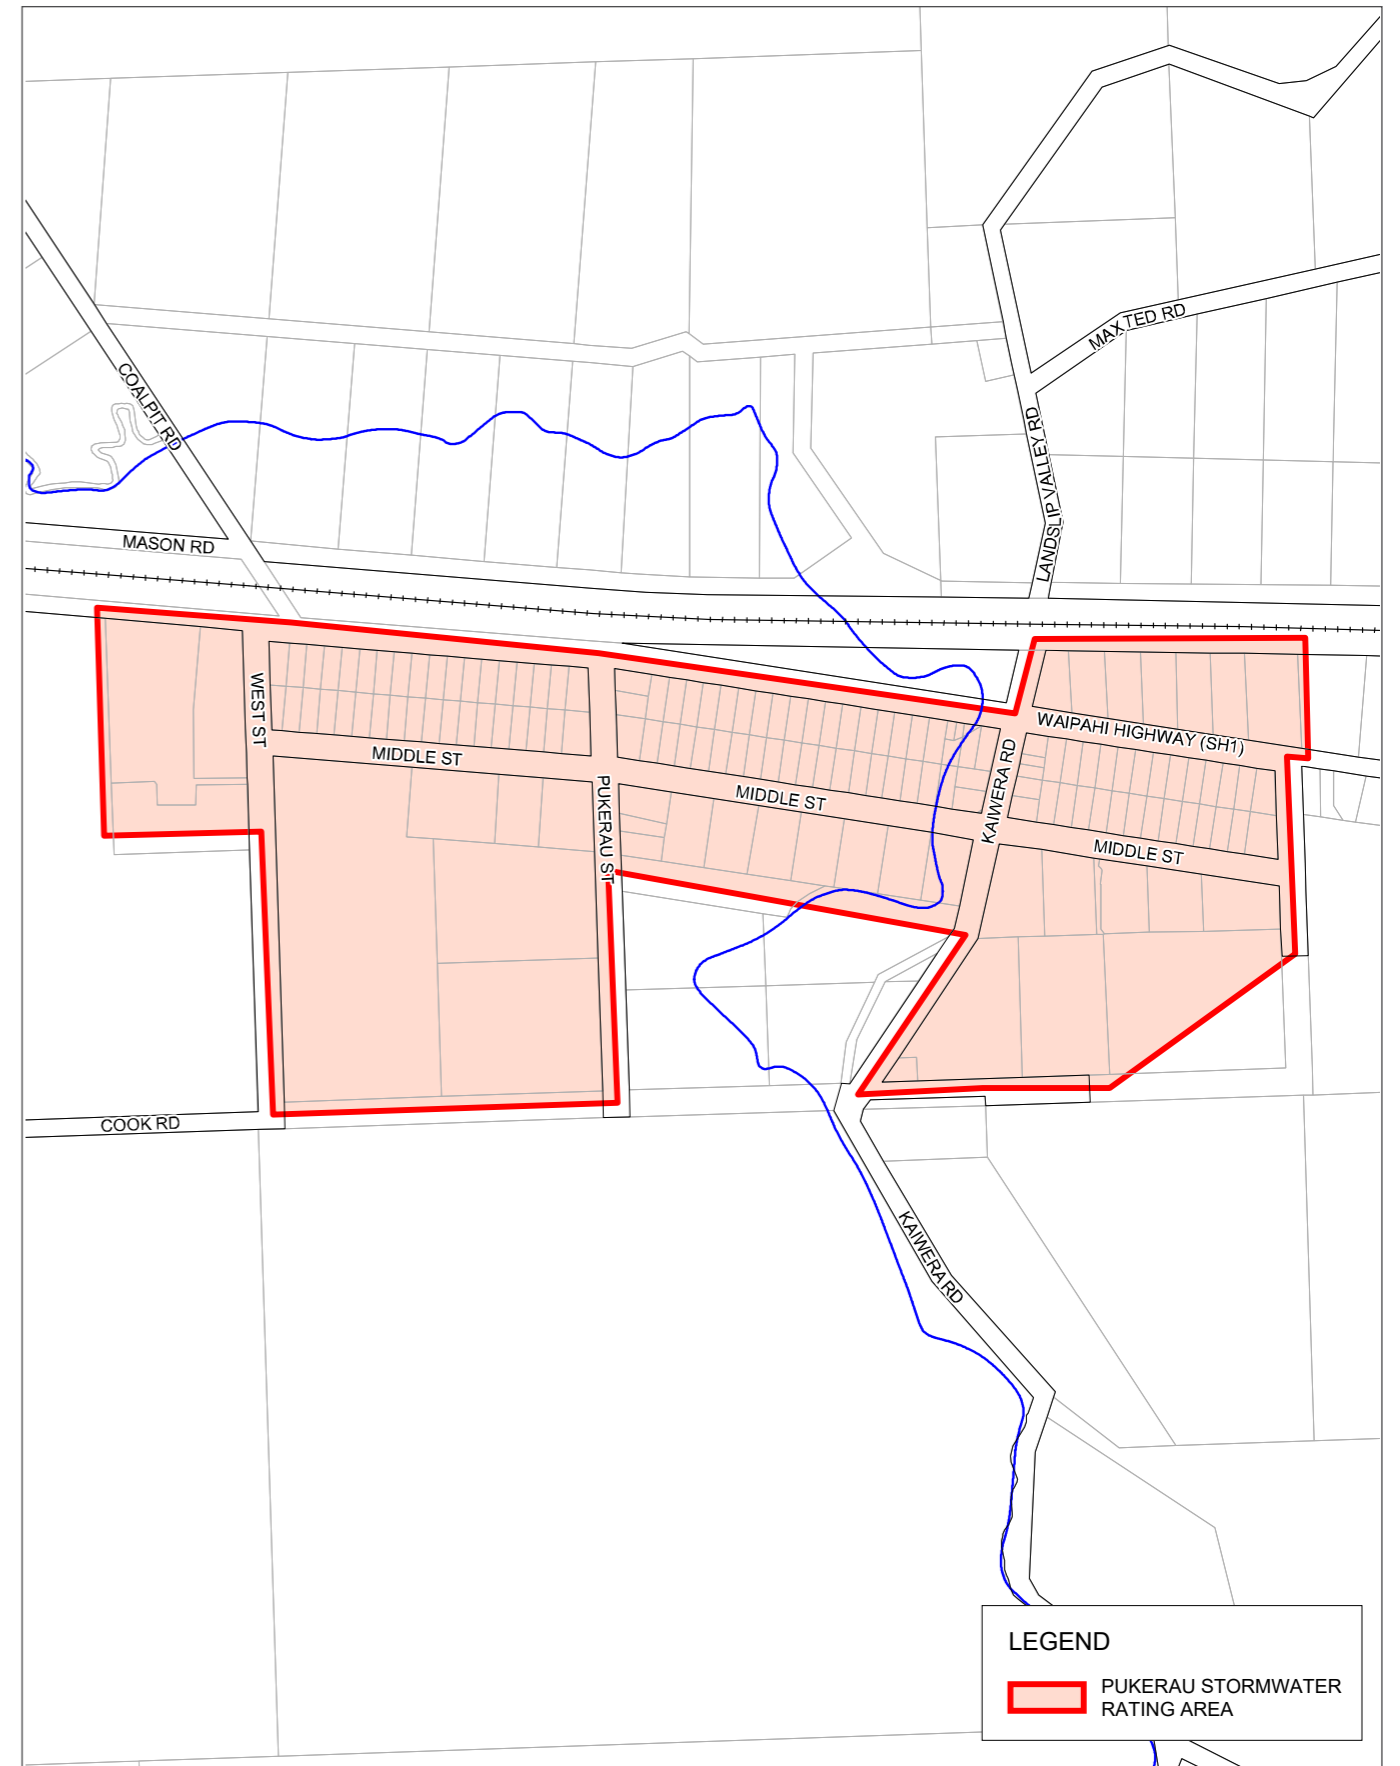 MAXTED RD
COALPIT RD
LANDSLIP VALLEY RD
MASON RD
WEST ST
WAIPAHI HIGHWAY (SH1)
MIDDLE ST
KAIWERA RD
PUKERAU ST
MIDDLE ST
MIDDLE ST
COOK RD
KAIWERA RD
LEGEND
PUKERAU STORMWATER
RATING AREA